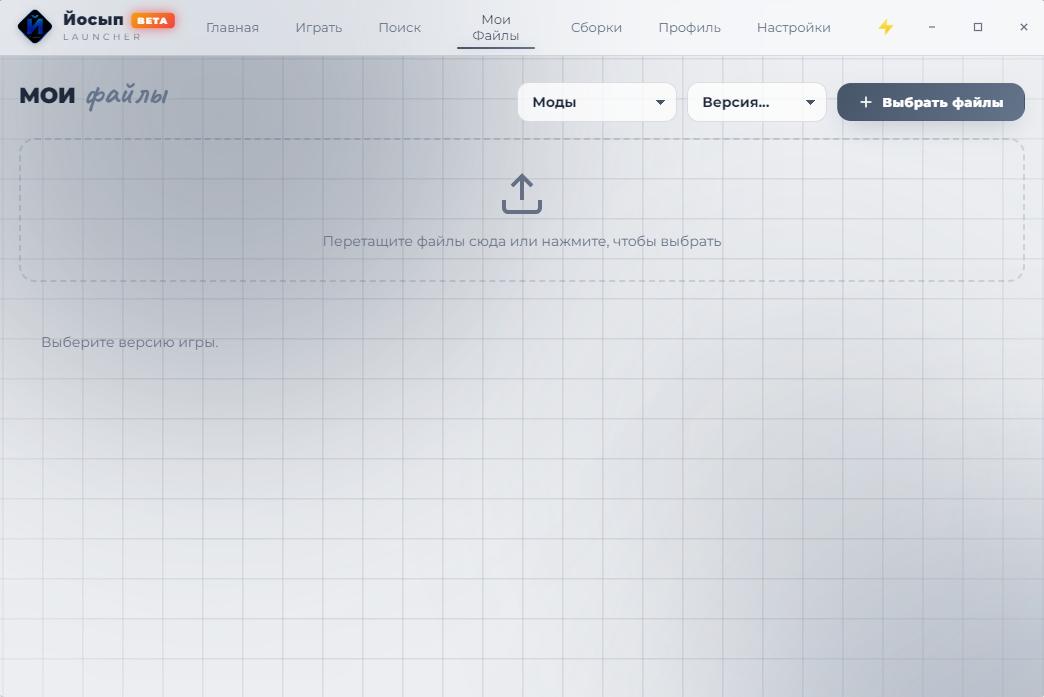 Йосып BETA
LAUNCHER
Главная
Играть
Поиск
Мои
Файлы
Сборки
Профиль
Настройки
МОИ файлы
Моды
Версия...
+ Выбрать файлы
Перетащите файлы сюда или нажмите, чтобы выбрать
Выберите версию игры.